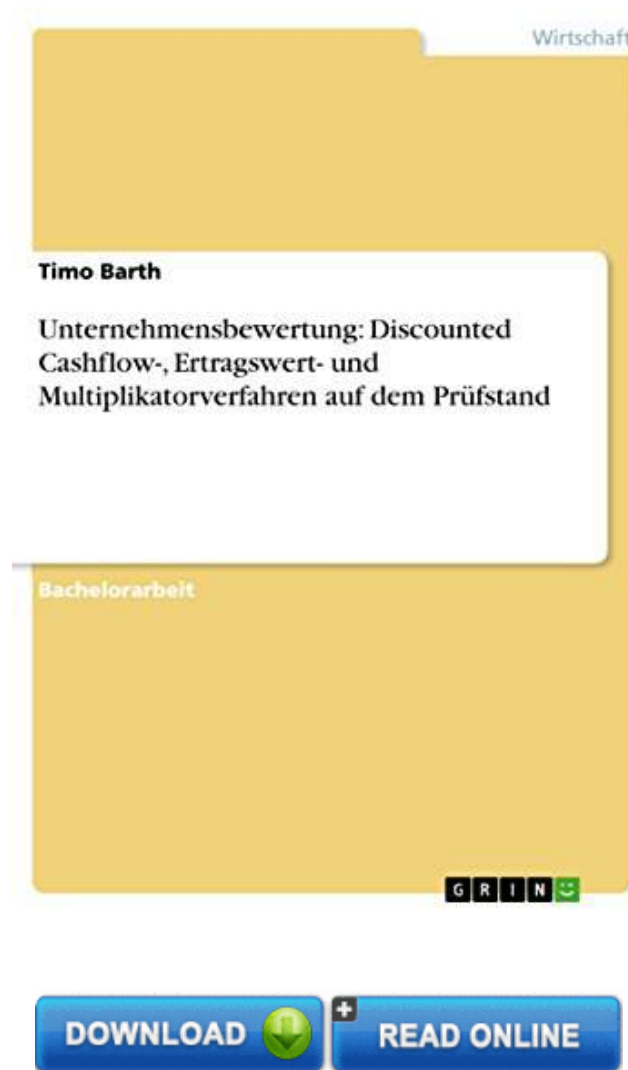 Wirtschaft
Timo Barth
Unternehmensbewertung: Discounted
Cashflow-, Ertragswert- und
Multiplikatorverfahren auf dem Prüfstand
Bachelorarbeit
GRIN
DOWNLOAD
READ ONLINE